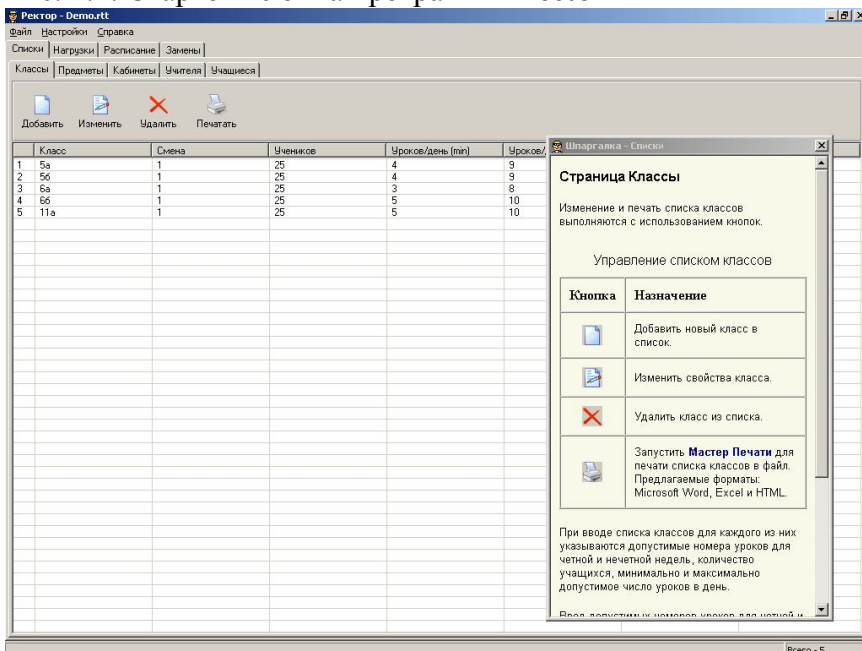 Ректор - Demo.rtt
Файл Настройки Справка
Списки Нагрузки Расписание Замены
Классы Предметы Кабинеты Учителя Учащиеся
Добавить Изменить Удалить Печатать
Класс Смена Учеников Уроков/день (min) Уроков/
1 5а 1 25 4 9
2 5б 1 25 4 9
3 6а 1 25 3 8
4 6б 1 25 5 10
5 11а 1 25 5 10
Шпаргалка - Списки
Страница Классы
Изменение и печать списка классов
выполняются с использованием кнопок.
Управление списком классов
Кнопка Назначение
Добавить новый класс в
список.
Изменить свойства класса.
Удалить класс из списка.
Запустить Мастер Печати для
печати списка классов в файл.
Предлагаемые форматы:
Microsoft Word, Excel и HTML.
При вводе списка классов для каждого из них
указываются допустимые номера уроков для
четной и нечетной недель, количество
учащихся, минимально и максимально
допустимое число уроков в день.
Ввод допустимых номеров уроков для четной и
Всего - 5